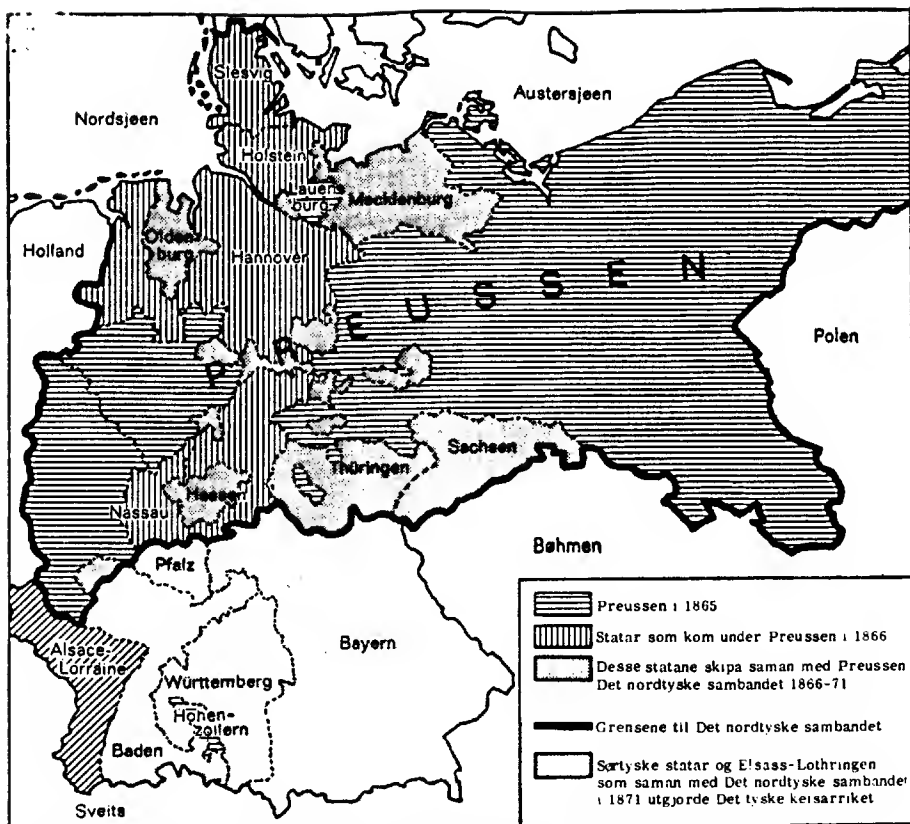 Slesvig
Nordsjøen
Austersjøen
Holstein
Lauen-
burg
Mecklenburg
Olden-
burg
Holland
Hannover
PREUSSEN
Polen
Sachsen
Thüringen
Hessen
Nassau
Bøhmen
Pfalz
Alsace-
Lorraine
Bayern
Württemberg
Hohen-
zollern
Baden
Sveits
Preussen i 1865
Statar som kom under Preussen i 1866
Desse statane skipa saman med Preussen
Det nordtyske sambandet 1866-71
Grensene til Det nordtyske sambandet
Sørtyske statar og Elsass-Lothringen
som saman med Det nordtyske sambandet
i 1871 utgjorde Det tyske keisarriket